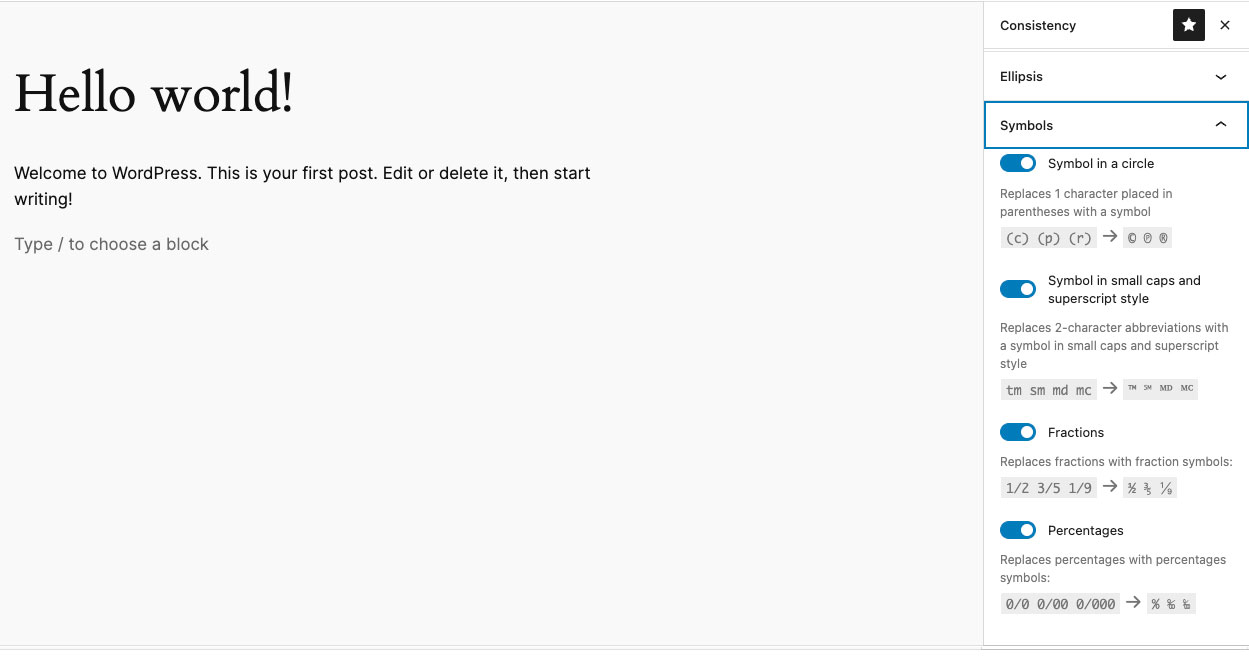 Hello world!
Welcome to WordPress. This is your first post. Edit or delete it, then start
writing!
Type / to choose a block
Consistency
Ellipsis
Symbols
Symbol in a circle
Replaces 1 character placed in
parentheses with a symbol
(c) (p) (r) → © ℗ ®
Symbol in small caps and
superscript style
Replaces 2-character abbreviations with
a symbol in small caps and superscript
style
tm sm md mc → ™ ℠ ᴹᴰ ᴹᶜ
Fractions
Replaces fractions with fraction symbols:
1/2 3/5 1/9 → ½ ⅗ ⅑
Percentages
Replaces percentages with percentages
symbols:
0/0 0/00 0/000 → % ‰ ‱